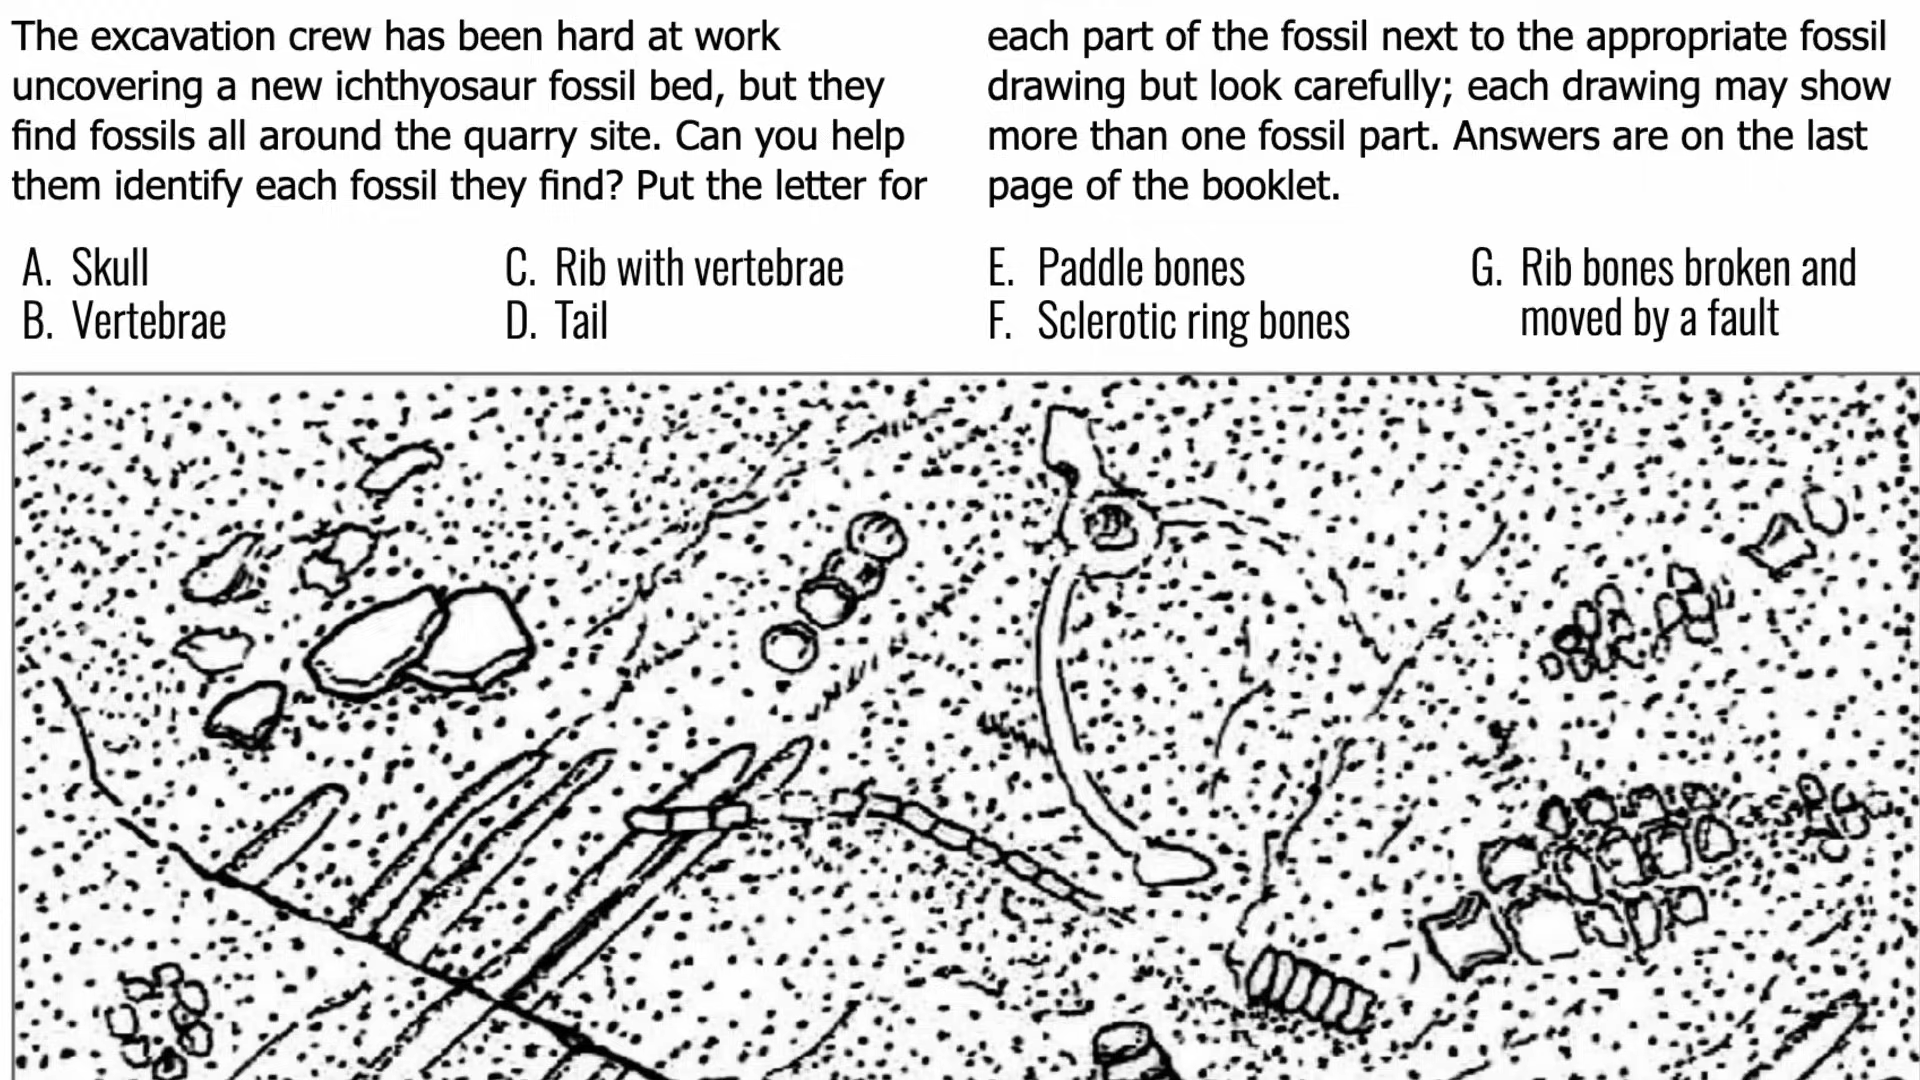 The excavation crew has been hard at work
uncovering a new ichthyosaur fossil bed, but they
find fossils all around the quarry site. Can you help
them identify each fossil they find? Put the letter for
each part of the fossil next to the appropriate fossil
drawing but look carefully; each drawing may show
more than one fossil part. Answers are on the last
page of the booklet.
A. Skull
B. Vertebrae
C. Rib with vertebrae
D. Tail
E. Paddle bones
F. Sclerotic ring bones
G. Rib bones broken and
moved by a fault